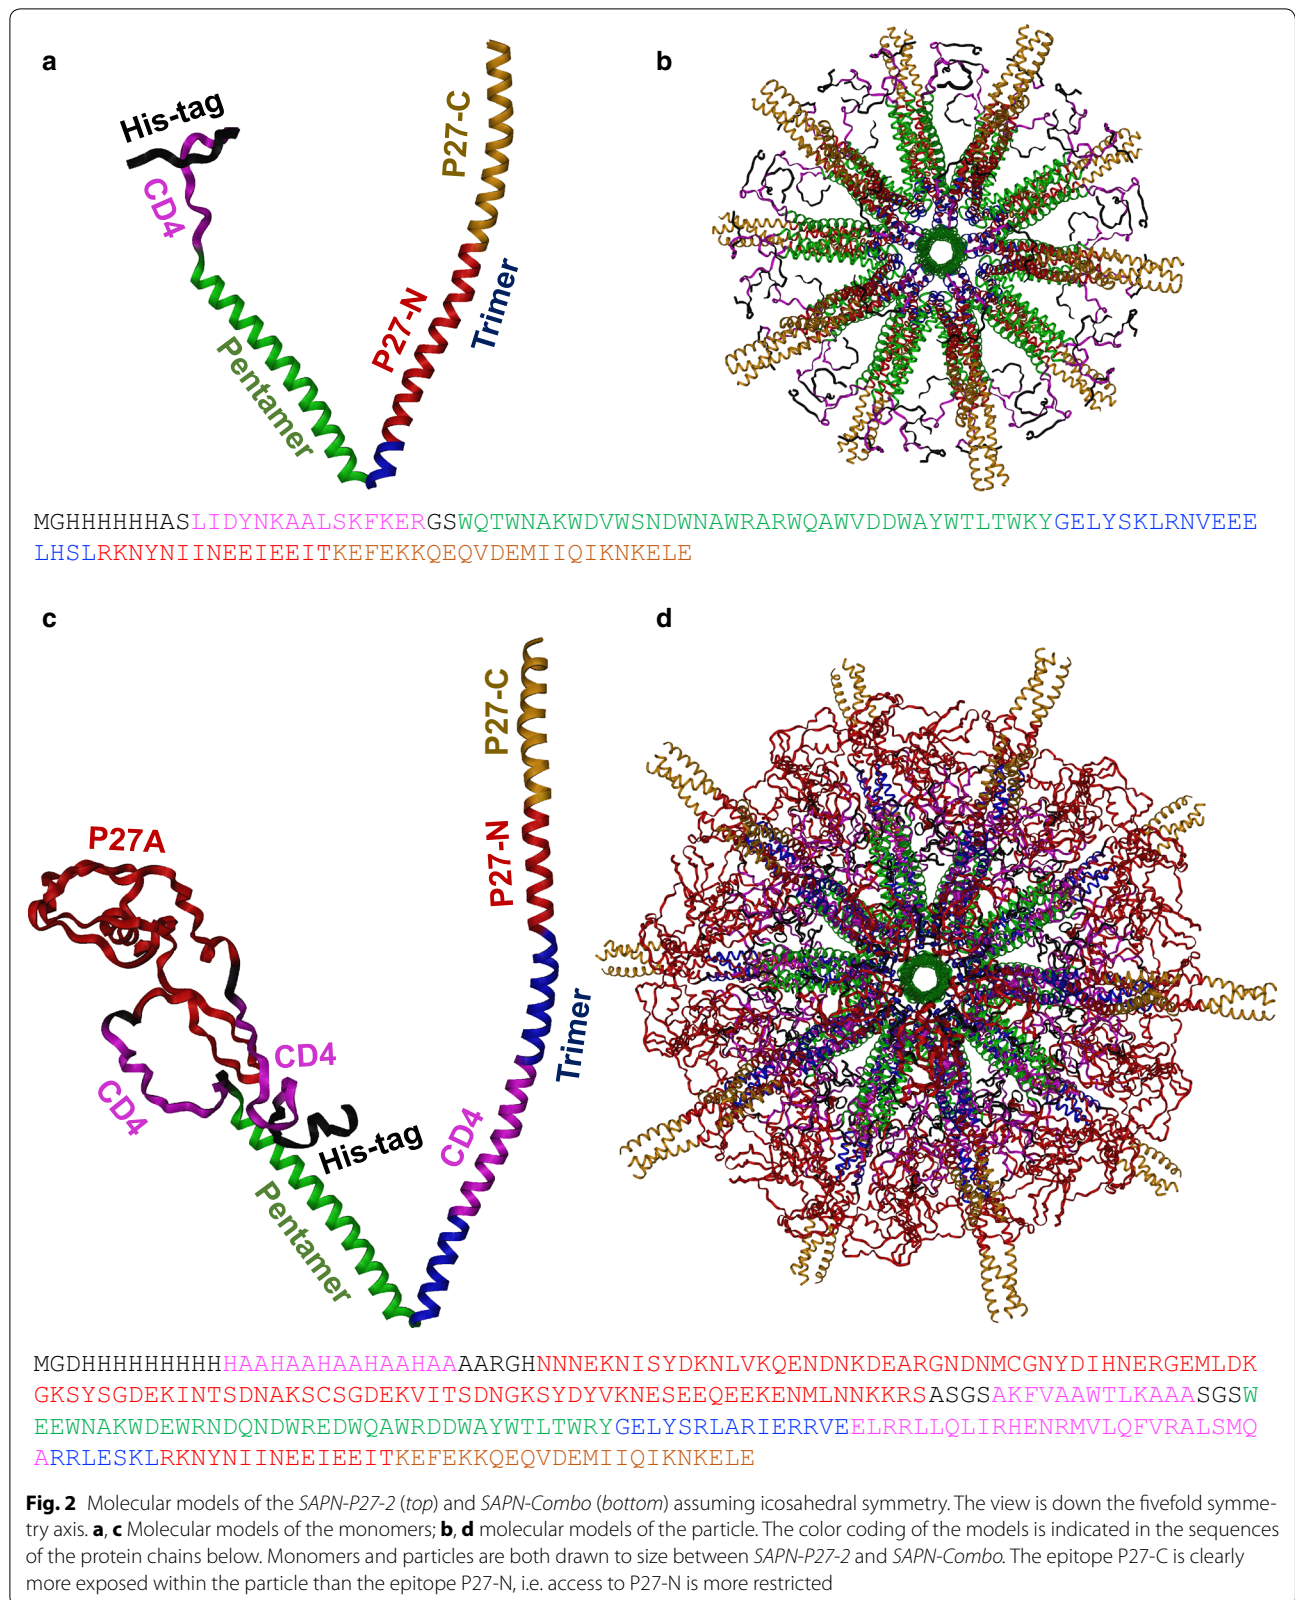 a
His-tag
CD4
Pentamer
P27-C
P27-N
Trimer
b
MGHHHHHHASLIDYNKAALSKFKERGSWQTWNAKWDVWSNDWNAWRARWQAWVDDWAYWTLTWKYGELYSKLRNVEEE
LHSLRKNYNIINEEIEEITKEFEKKQEQVDEMIIQIKNKELE
c
P27A
CD4
CD4
His-tag
Pentamer
P27-C
P27-N
Trimer
CD4
d
MGDHHHHHHHHHHAAHAAHAAHAAHAAAARGHNNNEKNISYDKNLVKQENDNKDEARGNDNMCGNYDIHNERGEMLDK
GKSYSGDEKINTSDNAKSCSGDEKVITSDNGKSYDYVKNESEEQEEKENMLNNKKRSASGSAKFVAAWTLKAAASGSW
EEWNAKWDEWRNDQNDWREDWQAWRDDWAYWTLTWRYGELYSRLARIERRVEELRRLLQLIRHENRMVLQFVRALSMQ
ARRLESKLRKNYNIINEEIEEITKEFEKKQEQVDEMIIQIKNKELE
Fig. 2 Molecular models of the SAPN-P27-2 (top) and SAPN-Combo (bottom) assuming icosahedral symmetry. The view is down the fivefold symme-
try axis. a, c Molecular models of the monomers; b, d molecular models of the particle. The color coding of the models is indicated in the sequences
of the protein chains below. Monomers and particles are both drawn to size between SAPN-P27-2 and SAPN-Combo. The epitope P27-C is clearly
more exposed within the particle than the epitope P27-N, i.e. access to P27-N is more restricted